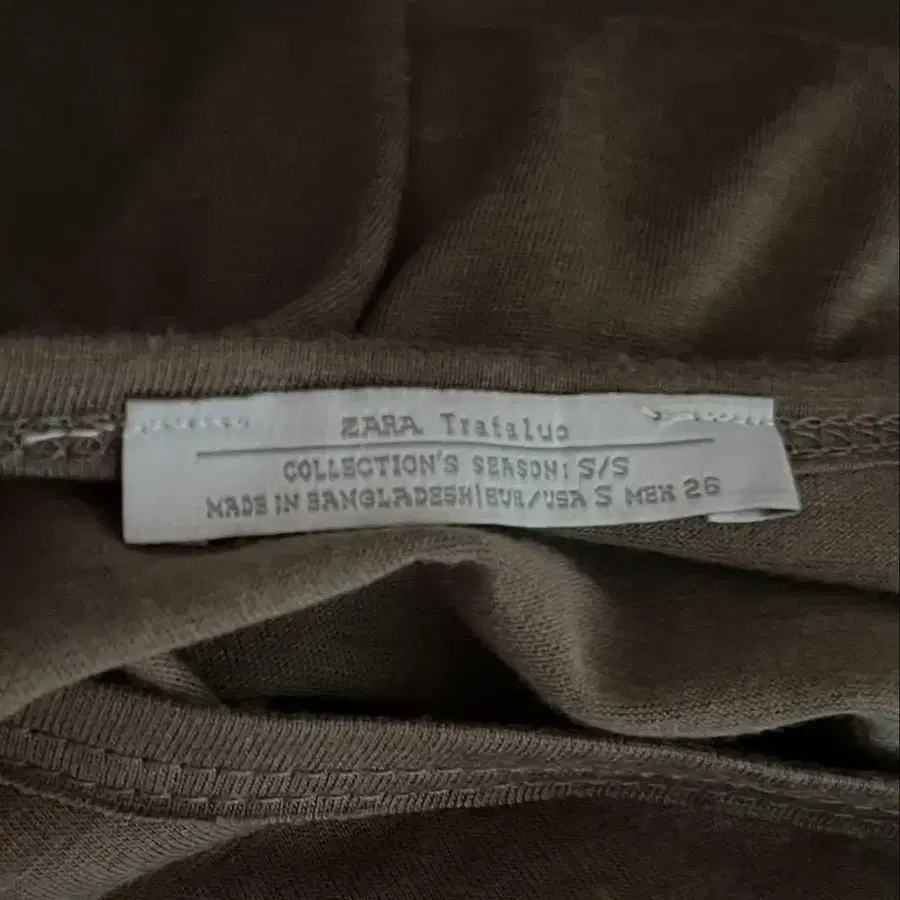 ZARA Trafaluc
COLLECTION'S SEASON: S/S
MADE IN BANGLADESH|EUR/USA S MEX 26